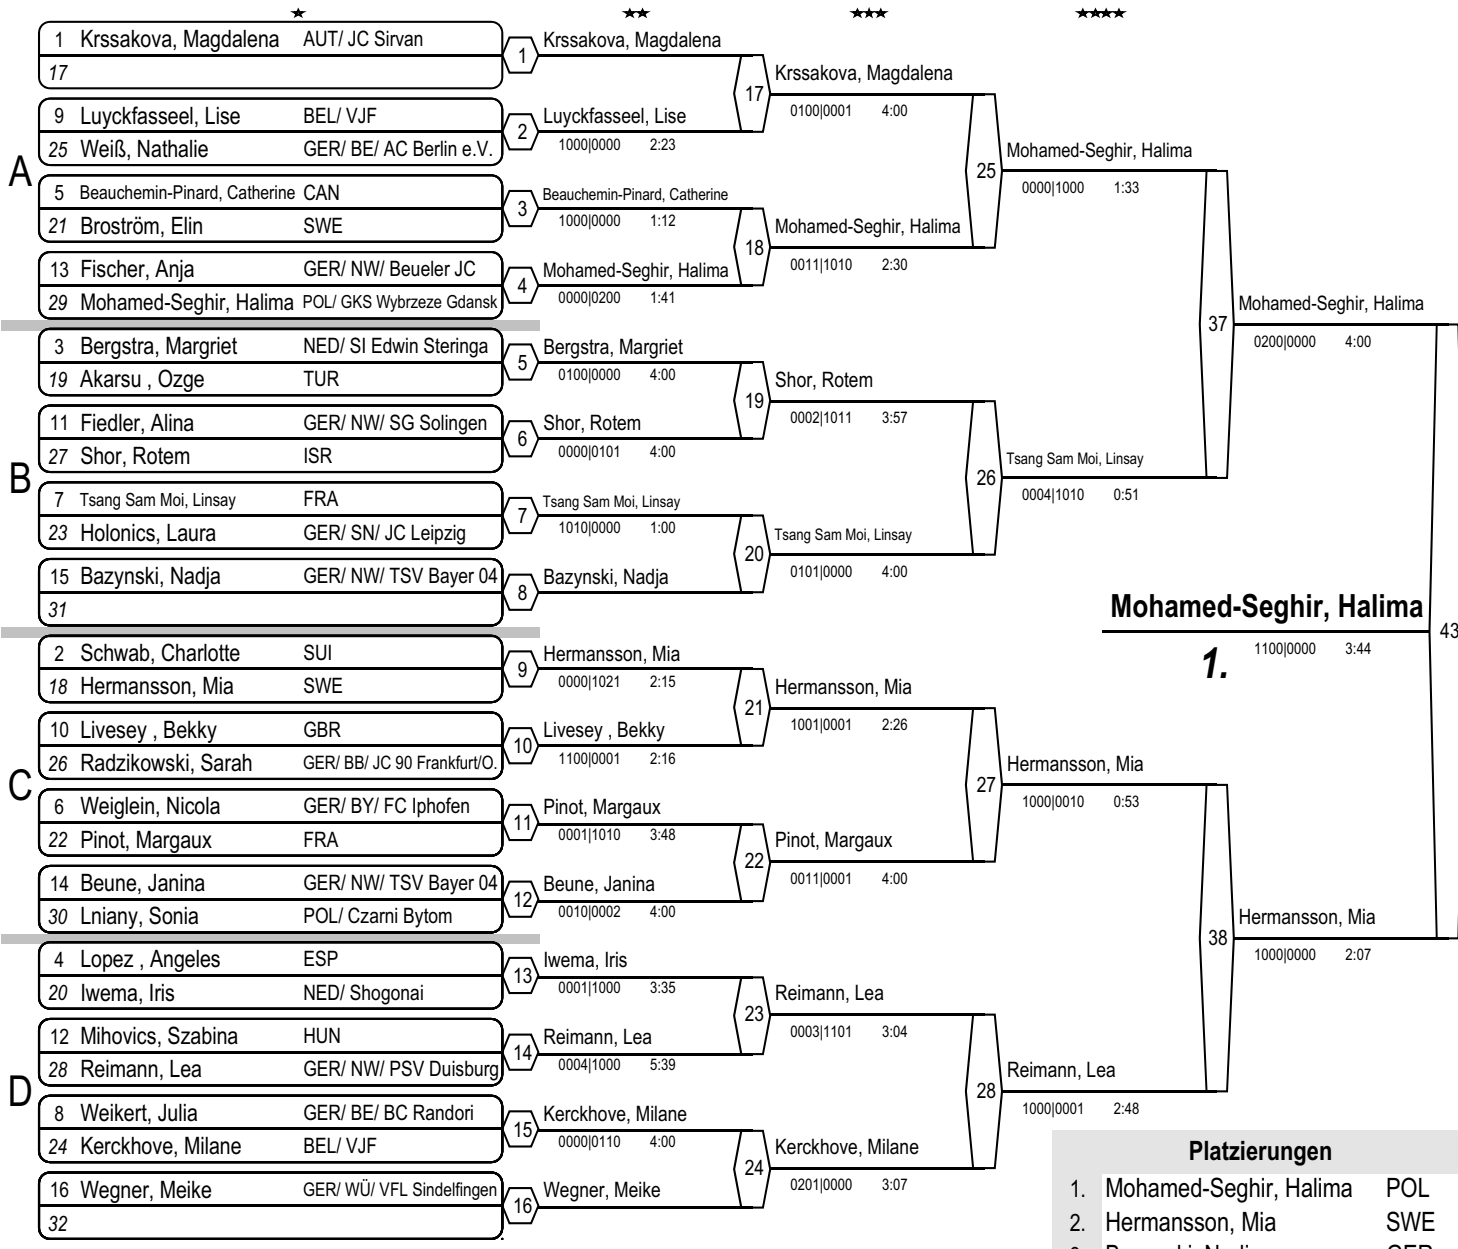 1 Krssakova, Magdalena AUT/ JC Sirvan
17
9 Luyckfasseel, Lise BEL/ VJF
25 Weiß, Nathalie GER/ BE/ AC Berlin e.V.
A
5 Beauchemin-Pinard, Catherine CAN
21 Broström, Elin SWE
13 Fischer, Anja GER/ NW/ Beueler JC
29 Mohamed-Seghir, Halima POL/ GKS Wybrzeze Gdansk
3 Bergstra, Margriet NED/ SI Edwin Steringa
19 Akarsu , Ozge TUR
11 Fiedler, Alina GER/ NW/ SG Solingen
27 Shor, Rotem ISR
B
7 Tsang Sam Moi, Linsay FRA
23 Holonics, Laura GER/ SN/ JC Leipzig
15 Bazynski, Nadja GER/ NW/ TSV Bayer 04
31
2 Schwab, Charlotte SUI
18 Hermansson, Mia SWE
10 Livesey , Bekky GBR
26 Radzikowski, Sarah GER/ BB/ JC 90 Frankfurt/O.
C
6 Weiglein, Nicola GER/ BY/ FC Iphofen
22 Pinot, Margaux FRA
14 Beune, Janina GER/ NW/ TSV Bayer 04
30 Lniany, Sonia POL/ Czarni Bytom
4 Lopez , Angeles ESP
20 Iwema, Iris NED/ Shogonai
12 Mihovics, Szabina HUN
28 Reimann, Lea GER/ NW/ PSV Duisburg
D
8 Weikert, Julia GER/ BE/ BC Randori
24 Kerckhove, Milane BEL/ VJF
16 Wegner, Meike GER/ WÜ/ VFL Sindelfingen
32
1 Krssakova, Magdalena
2 Luyckfasseel, Lise
1000|0000 2:23
3 Beauchemin-Pinard, Catherine
1000|0000 1:12
4 Mohamed-Seghir, Halima
0000|0200 1:41
5 Bergstra, Margriet
0100|0000 4:00
6 Shor, Rotem
0000|0101 4:00
7 Tsang Sam Moi, Linsay
1010|0000 1:00
8 Bazynski, Nadja
9 Hermansson, Mia
0000|1021 2:15
10 Livesey , Bekky
1100|0001 2:16
11 Pinot, Margaux
0001|1010 3:48
12 Beune, Janina
0010|0002 4:00
13 Iwema, Iris
0001|1000 3:35
14 Reimann, Lea
0004|1000 5:39
15 Kerckhove, Milane
0000|0110 4:00
16 Wegner, Meike
17 Krssakova, Magdalena
0100|0001 4:00
18 Mohamed-Seghir, Halima
0011|1010 2:30
19 Shor, Rotem
0002|1011 3:57
20 Tsang Sam Moi, Linsay
0101|0000 4:00
21 Hermansson, Mia
1001|0001 2:26
22 Pinot, Margaux
0011|0001 4:00
23 Reimann, Lea
0003|1101 3:04
24 Kerckhove, Milane
0201|0000 3:07
25 Mohamed-Seghir, Halima
0000|1000 1:33
26 Tsang Sam Moi, Linsay
0004|1010 0:51
27 Hermansson, Mia
1000|0010 0:53
28 Reimann, Lea
1000|0001 2:48
37 Mohamed-Seghir, Halima
0200|0000 4:00
38 Hermansson, Mia
1000|0000 2:07
Mohamed-Seghir, Halima 43
1. 1100|0000 3:44
Platzierungen
1. Mohamed-Seghir, Halima POL
2. Hermansson, Mia SWE